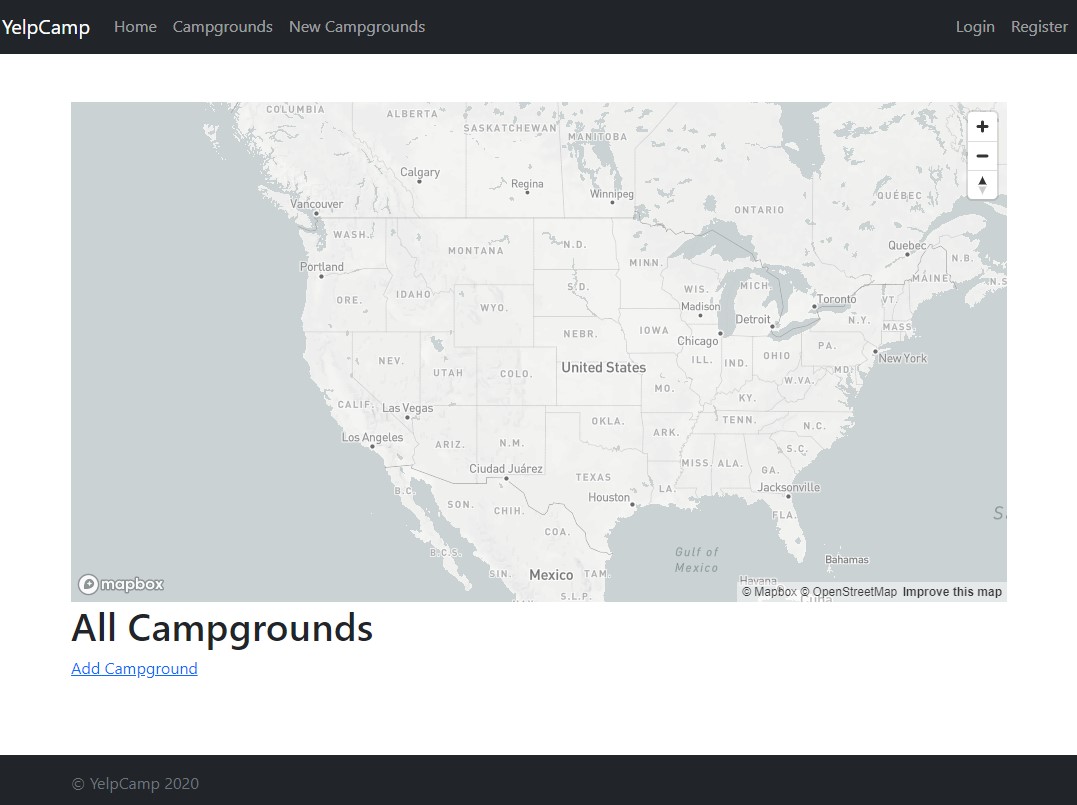 YelpCamp Home Campgrounds New Campgrounds Login Register
COLUMBIA
ALBERTA
SASKATCHEWAN
MANITOBA
Calgary
Regina
Winnipeg
Vancouver
ONTARIO
QUÉBEC
WASH.
MONTANA
N.D.
MINN.
Quebec
N.B.
Portland
MAINE
N.S
ORE.
IDAHO
WYO.
S.D.
WIS.
MICH.
Madison
Toronto
VT.
Detroit
N.Y.
MASS.
NEBR.
IOWA
Chicago
PA.
NEV.
UTAH
COLO.
United States
ILL.
IND.
OHIO
New York
MD.
MO.
W.VA.
KY.
CALIF.
Las Vegas
OKLA.
ARK.
TENN.
N.C.
Los Angeles
ARIZ.
N.M.
S.C.
Ciudad Juárez
TEXAS
MISS.
ALA.
GA.
B.C.
SON.
CHIH.
Houston
LA.
Jacksonville
FLA.
S
COA.
B.C.S.
Gulf of
Mexico
Bahamas
SIN.
Mexico
TAM.
Havana
S.L.P.
Cuba
mapbox
© Mapbox © OpenStreetMap Improve this map
All Campgrounds
Add Campground
© YelpCamp 2020